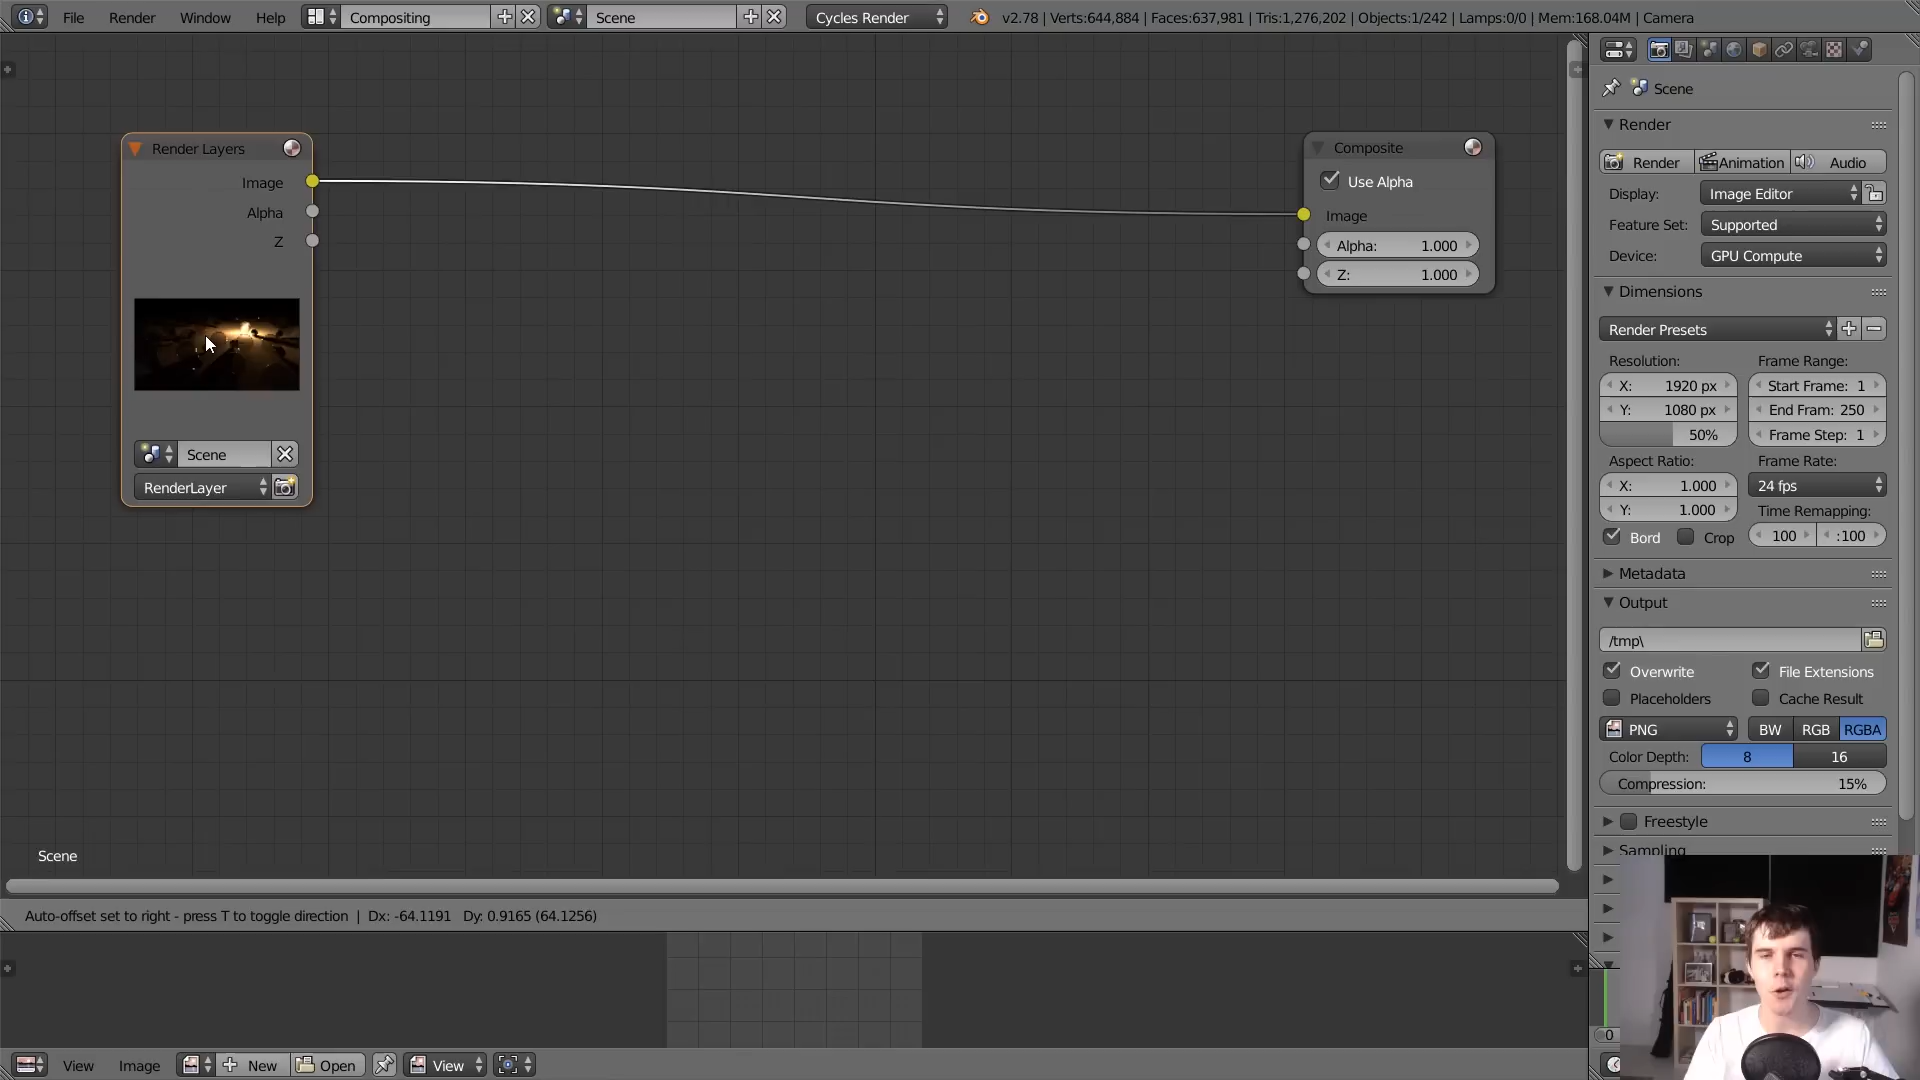 File Render Window Help Compositing Scene Cycles Render v2.78 | Verts:644,884 | Faces:637,981 | Tris:1,276,202 | Objects:1/242 | Lamps:0/0 | Mem:168.04M | Camera
Render Layers
Image
Alpha
Z
Scene
RenderLayer
Composite
Use Alpha
Image
Alpha: 1.000
Z: 1.000
Scene
Auto-offset set to right - press T to toggle direction | Dx: -64.1191 Dy: 0.9165 (64.1256)
View Image New Open View
Scene
Render
Render Animation Audio
Display: Image Editor
Feature Set: Supported
Device: GPU Compute
Dimensions
Render Presets
Resolution: Frame Range:
X: 1920 px Start Frame: 1
Y: 1080 px End Fram: 250
50% Frame Step: 1
Aspect Ratio: Frame Rate:
X: 1.000 24 fps
Y: 1.000 Time Remapping:
Bord Crop 100 :100
Metadata
Output
/tmp\
Overwrite File Extensions
Placeholders Cache Result
PNG BW RGB RGBA
Color Depth: 8 16
Compression: 15%
Freestyle
Sampling
0